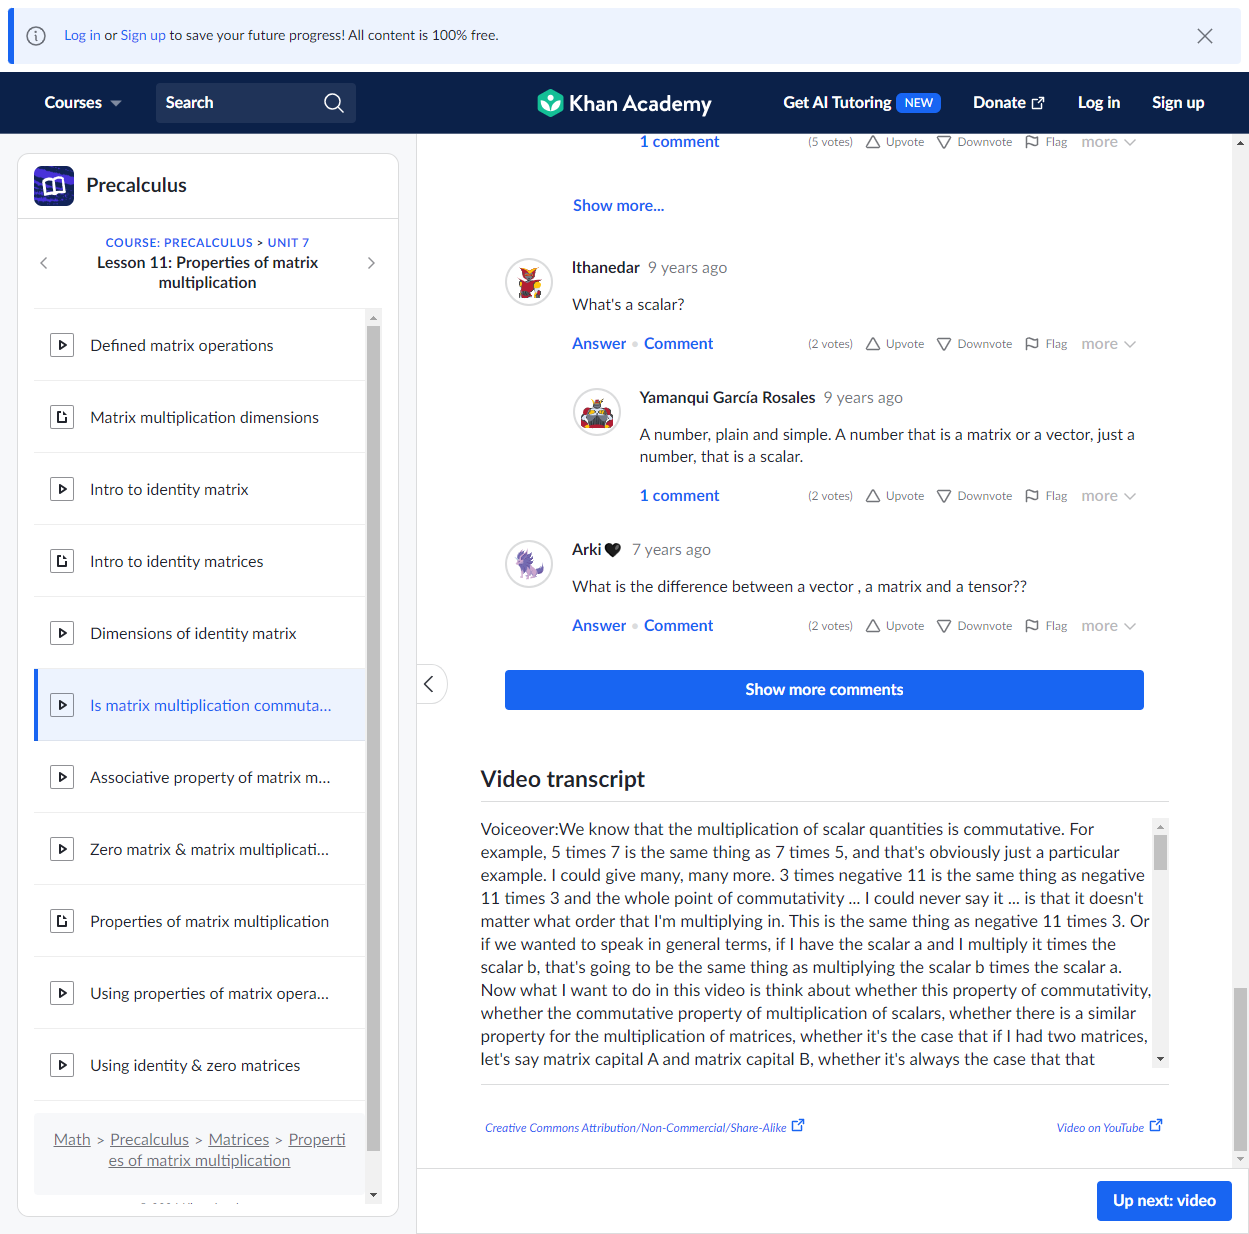 Log in or Sign up to save your future progress! All content is 100% free.
Courses
Search
Khan Academy
Get AI Tutoring NEW
Donate
Log in
Sign up
Precalculus
COURSE: PRECALCULUS > UNIT 7
Lesson 11: Properties of matrix
multiplication
Defined matrix operations
Matrix multiplication dimensions
Intro to identity matrix
Intro to identity matrices
Dimensions of identity matrix
Is matrix multiplication commuta...
Associative property of matrix m...
Zero matrix & matrix multiplicati...
Properties of matrix multiplication
Using properties of matrix opera...
Using identity & zero matrices
Math > Precalculus > Matrices > Properti
es of matrix multiplication
1 comment (5 votes) Upvote Downvote Flag more
Show more...
lthanedar 9 years ago
What's a scalar?
Answer • Comment (2 votes) Upvote Downvote Flag more
Yamanqui García Rosales 9 years ago
A number, plain and simple. A number that is a matrix or a vector, just a
number, that is a scalar.
1 comment (2 votes) Upvote Downvote Flag more
Arki🖤 7 years ago
What is the difference between a vector , a matrix and a tensor??
Answer • Comment (2 votes) Upvote Downvote Flag more
Show more comments
Video transcript
Voiceover:We know that the multiplication of scalar quantities is commutative. For
example, 5 times 7 is the same thing as 7 times 5, and that's obviously just a particular
example. I could give many, many more. 3 times negative 11 is the same thing as negative
11 times 3 and the whole point of commutativity ... I could never say it ... is that it doesn't
matter what order that I'm multiplying in. This is the same thing as negative 11 times 3. Or
if we wanted to speak in general terms, if I have the scalar a and I multiply it times the
scalar b, that's going to be the same thing as multiplying the scalar b times the scalar a.
Now what I want to do in this video is think about whether this property of commutativity,
whether the commutative property of multiplication of scalars, whether there is a similar
property for the multiplication of matrices, whether it's the case that if I had two matrices,
let's say matrix capital A and matrix capital B, whether it's always the case that that
Creative Commons Attribution/Non-Commercial/Share-Alike
Video on YouTube
Up next: video